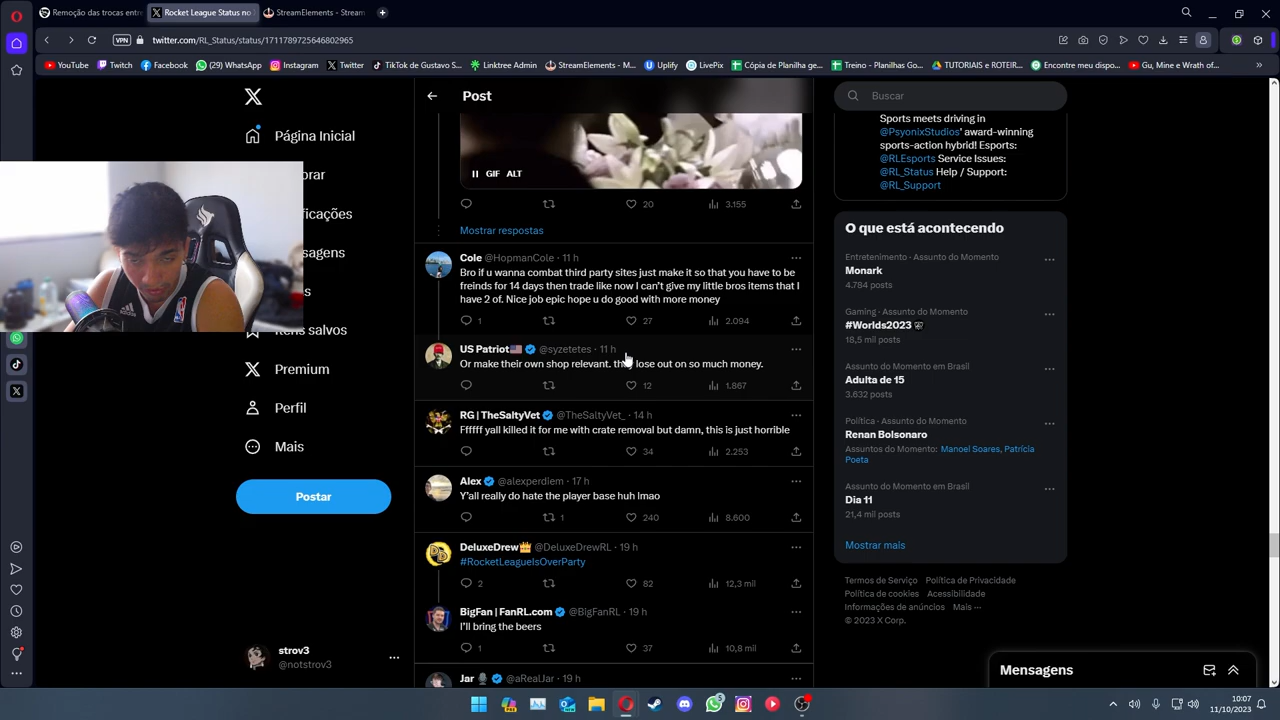 Remoção das trocas entre
Rocket League Status no
StreamElements - Stream
VPN
twitter.com/RL_Status/status/1711789725646802965
YouTube
Twitch
Facebook
(29) WhatsApp
Instagram
Twitter
TikTok de Gustavo S...
Linktree Admin
StreamElements - M...
Uplify
LivePix
Cópia de Planilha ge...
Treino - Planilhas Go...
TUTORIAIS e ROTEIR...
Encontre meu dispo...
Gu, Mine e Wrath of...
Página Inicial
orar
ificações
sagens
s
Itens salvos
Premium
Perfil
Mais
Postar
strov3
@notstrov3
Post
GIF ALT
20
3.155
Mostrar respostas
Cole @HopmanCole · 11 h
Bro if u wanna combat third party sites just make it so that you have to be
freinds for 14 days then trade like now I can't give my little bros items that I
have 2 of. Nice job epic hope u do good with more money
1
27
2.094
US Patriot @syzetetes · 11 h
Or make their own shop relevant. th lose out on so much money.
12
1.867
RG | TheSaltyVet @TheSaltyVet_ · 14 h
Ffffff yall killed it for me with crate removal but damn, this is just horrible
34
2.253
Alex @alexperdiem · 17 h
Y'all really do hate the player base huh lmao
1
240
8.600
DeluxeDrew @DeluxeDrewRL · 19 h
#RocketLeagueIsOverParty
2
82
12,3 mil
BigFan | FanRL.com @BigFanRL · 19 h
I'll bring the beers
1
37
10,8 mil
Jar @aRealJar · 19 h
Buscar
Sports meets driving in
@PsyonixStudios' award-winning
sports-action hybrid! Esports:
@RLEsports Service Issues:
@RL_Status Help / Support:
@RL_Support
O que está acontecendo
Entretenimento · Assunto do Momento
Monark
4.784 posts
Gaming · Assunto do Momento
#Worlds2023
18,5 mil posts
Assunto do Momento em Brasil
Adulta de 15
3.632 posts
Política · Assunto do Momento
Renan Bolsonaro
Assuntos do Momento: Manoel Soares, Patrícia
Poeta
Assunto do Momento em Brasil
Dia 11
21,4 mil posts
Mostrar mais
Termos de Serviço Política de Privacidade
Política de cookies Acessibilidade
Informações de anúncios Mais ···
© 2023 X Corp.
Mensagens
10:07
11/10/2023